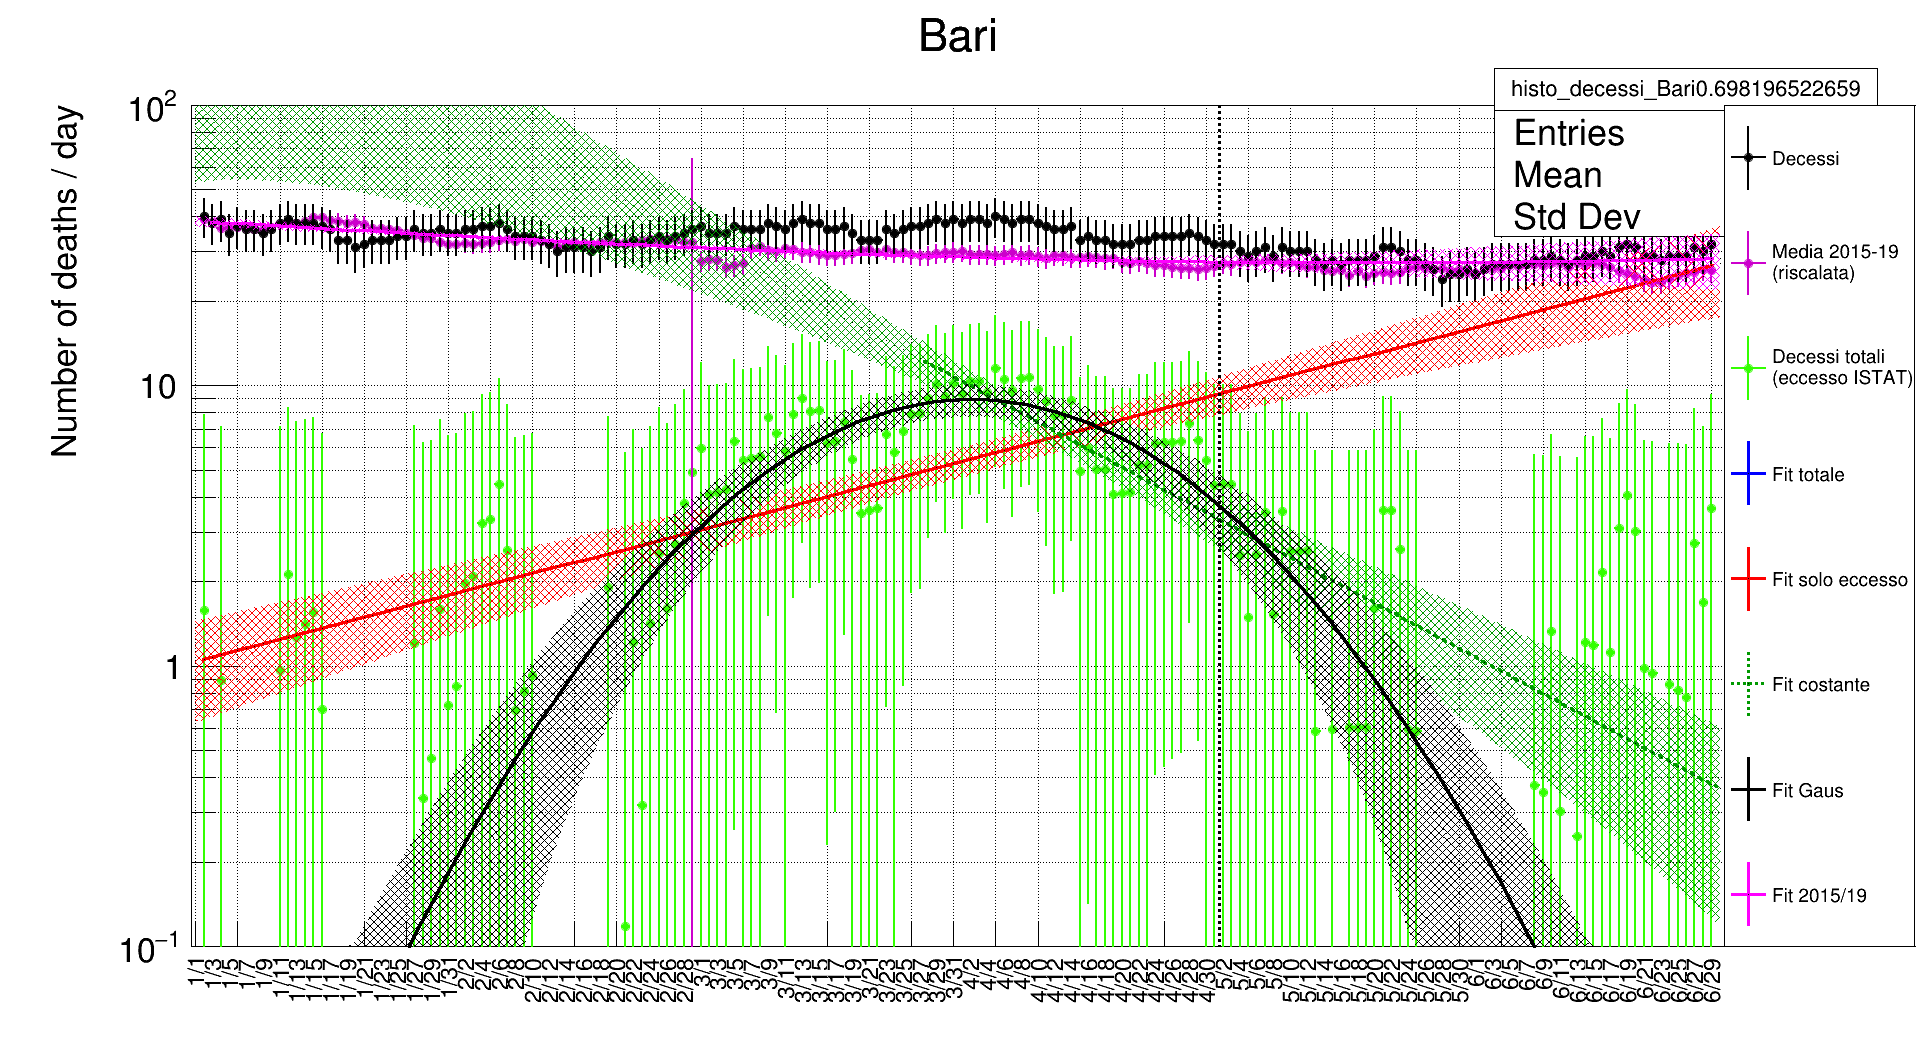 Bari
histo_decessi_Bari0.698196522659
Entries
Mean
Std Dev
Number of deaths / day
10²
10
1
10⁻¹
Decessi
Media 2015-19
(riscalata)
Decessi totali
(eccesso ISTAT)
Fit totale
Fit solo eccesso
Fit costante
Fit Gaus
Fit 2015/19
1/1 1/3 1/5 1/7 1/9 1/11 1/13 1/15 1/17 1/19 1/21 1/23 1/25 1/27 1/29 1/31 2/2 2/4 2/6 2/8 2/10 2/12 2/14 2/16 2/18 2/20 2/22 2/24 2/26 2/28 3/1 3/3 3/5 3/7 3/9 3/11 3/13 3/15 3/17 3/19 3/21 3/23 3/25 3/27 3/29 3/31 4/2 4/4 4/6 4/8 4/10 4/12 4/14 4/16 4/18 4/20 4/22 4/24 4/26 4/28 4/30 5/2 5/4 5/6 5/8 5/10 5/12 5/14 5/16 5/18 5/20 5/22 5/24 5/26 5/28 5/30 6/1 6/3 6/5 6/7 6/9 6/11 6/13 6/15 6/17 6/19 6/21 6/23 6/25 6/27 6/29